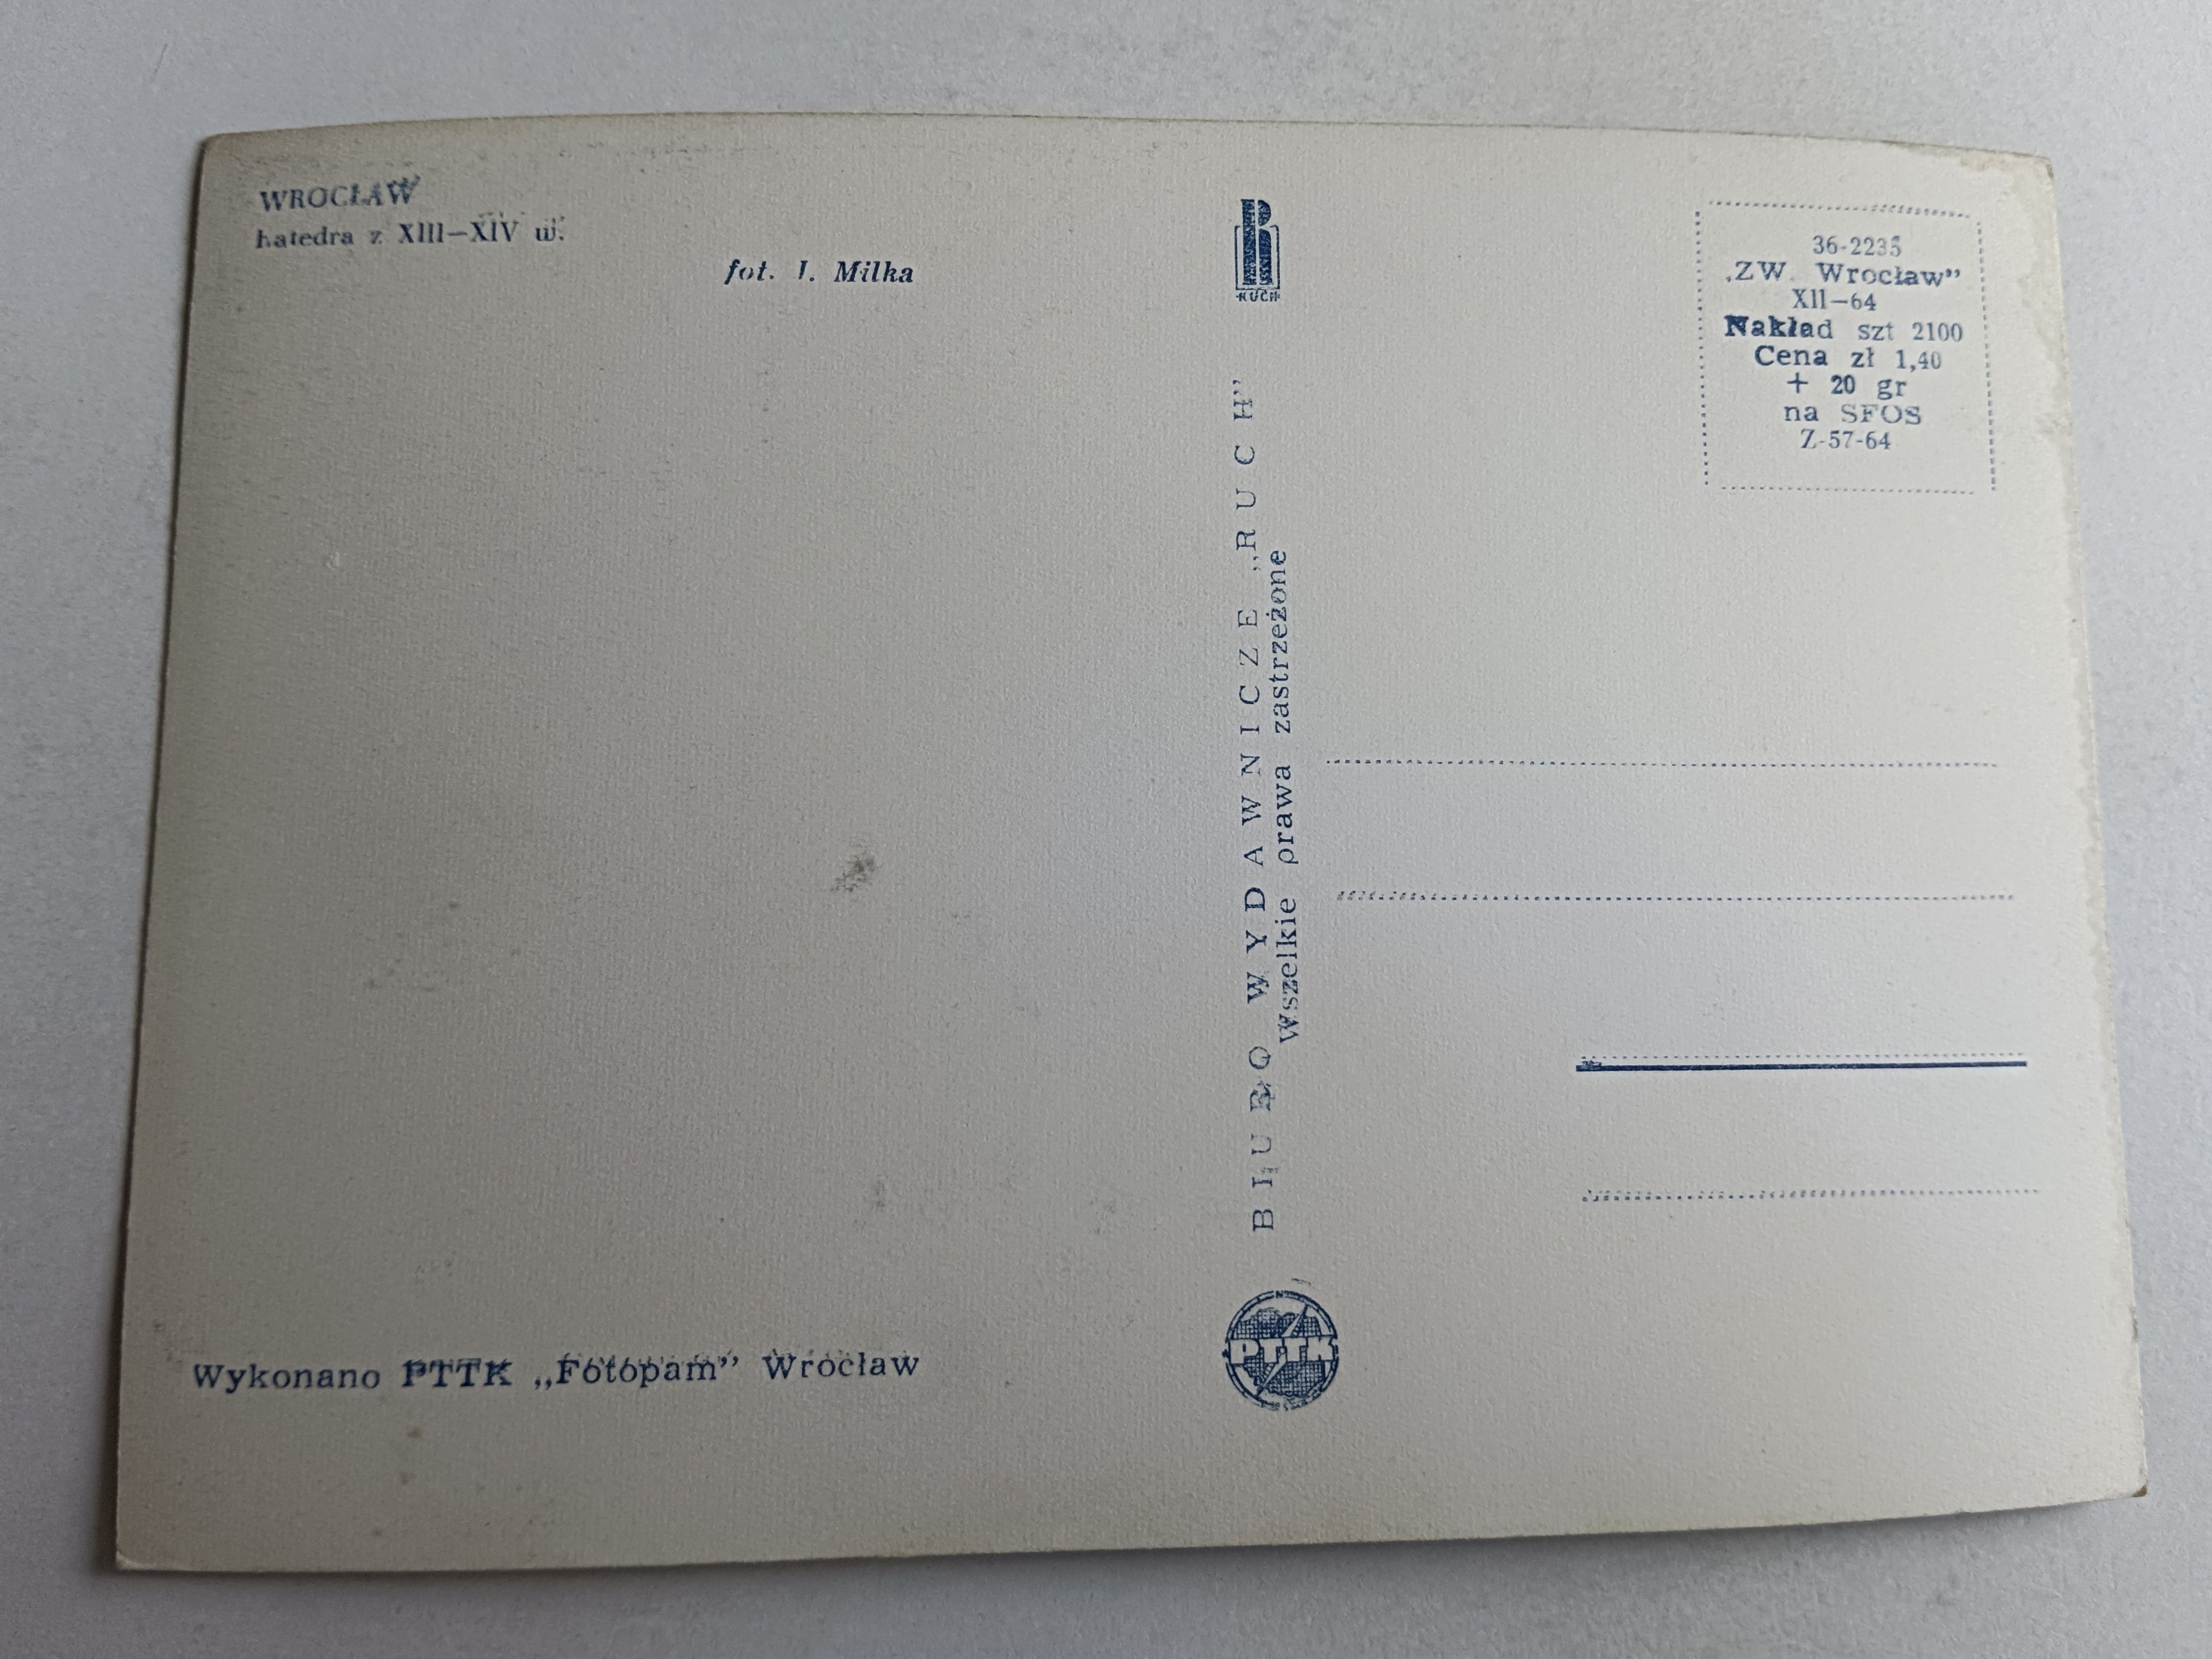 WROCŁAW
katedra z XIII—XIV w.
fot. I. Milka
RUCH
36-2235
„ZW. Wrocław”
XII—64
Nakład szt 2100
Cena zł 1,40
+ 20 gr
na SFOS
Z-57-64
BIURO WYDAWNICZE „RUCH”
Wszelkie prawa zastrzeżone
Wykonano PTTK „Fotopam” Wrocław
PTTK